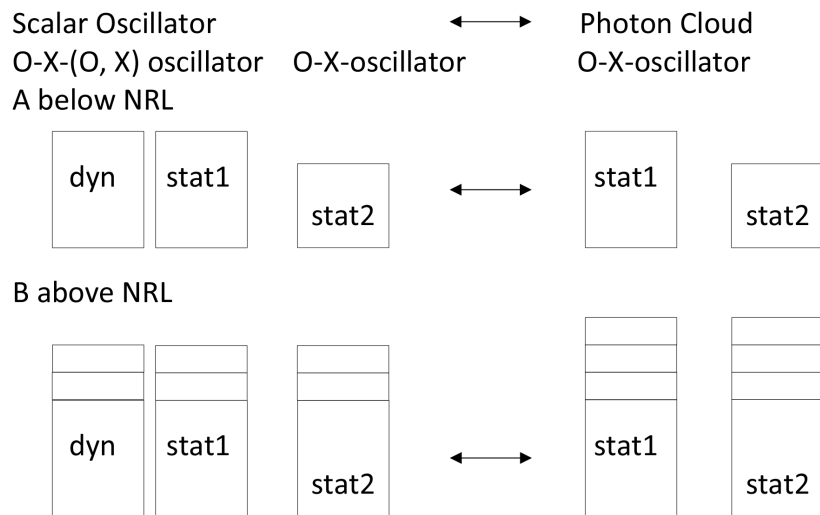 Scalar Oscillator Photon Cloud
O-X-(O, X) oscillator O-X-oscillator O-X-oscillator
A below NRL
dyn stat1 stat1
stat2 stat2
B above NRL
dyn stat1 stat1
stat2 stat2